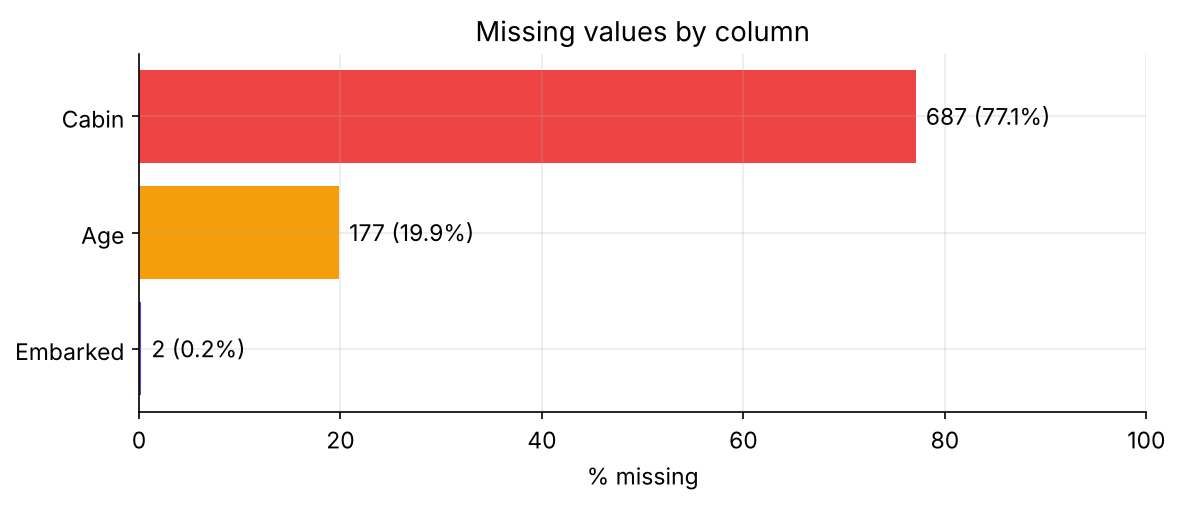 Missing values by column
Cabin
687 (77.1%)
Age
177 (19.9%)
Embarked
2 (0.2%)
0 20 40 60 80 100
% missing